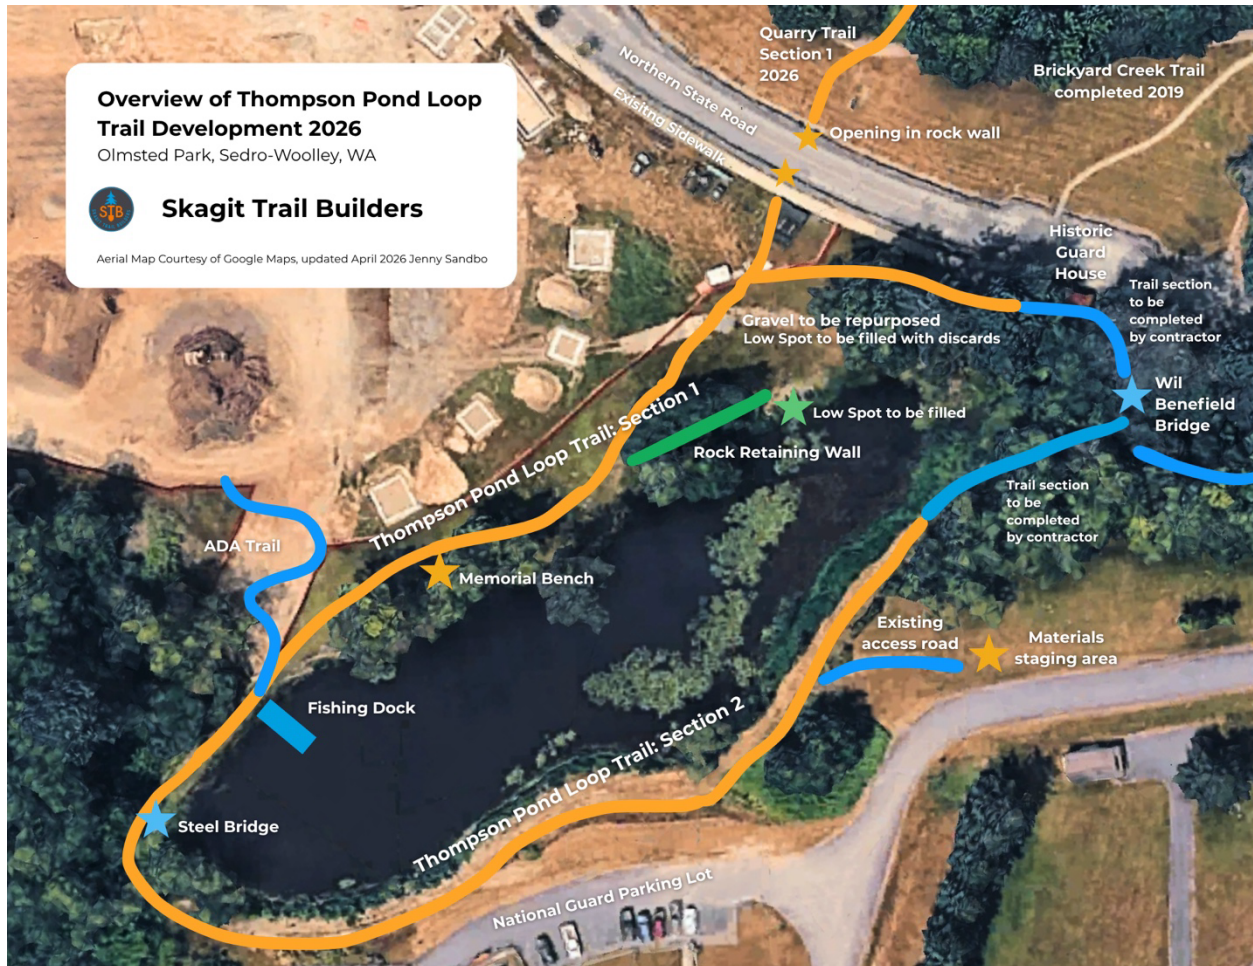 Overview of Thompson Pond Loop
Trail Development 2026
Olmsted Park, Sedro-Woolley, WA
STB
Skagit Trail Builders
Aerial Map Courtesy of Google Maps, updated April 2026 Jenny Sandbo
Quarry Trail
Section 1
2026
Northern State Road
Exisitng Sidewalk
Brickyard Creek Trail
completed 2019
Opening in rock wall
Historic
Guard
House
Trail section
to be
completed
by contractor
Gravel to be repurposed
Low Spot to be filled with discards
Wil
Benefield
Bridge
Low Spot to be filled
Thompson Pond Loop Trail: Section 1
Rock Retaining Wall
Trail section
to be
completed
by contractor
ADA Trail
Memorial Bench
Existing
access road
Materials
staging area
Fishing Dock
Thompson Pond Loop Trail: Section 2
Steel Bridge
National Guard Parking Lot